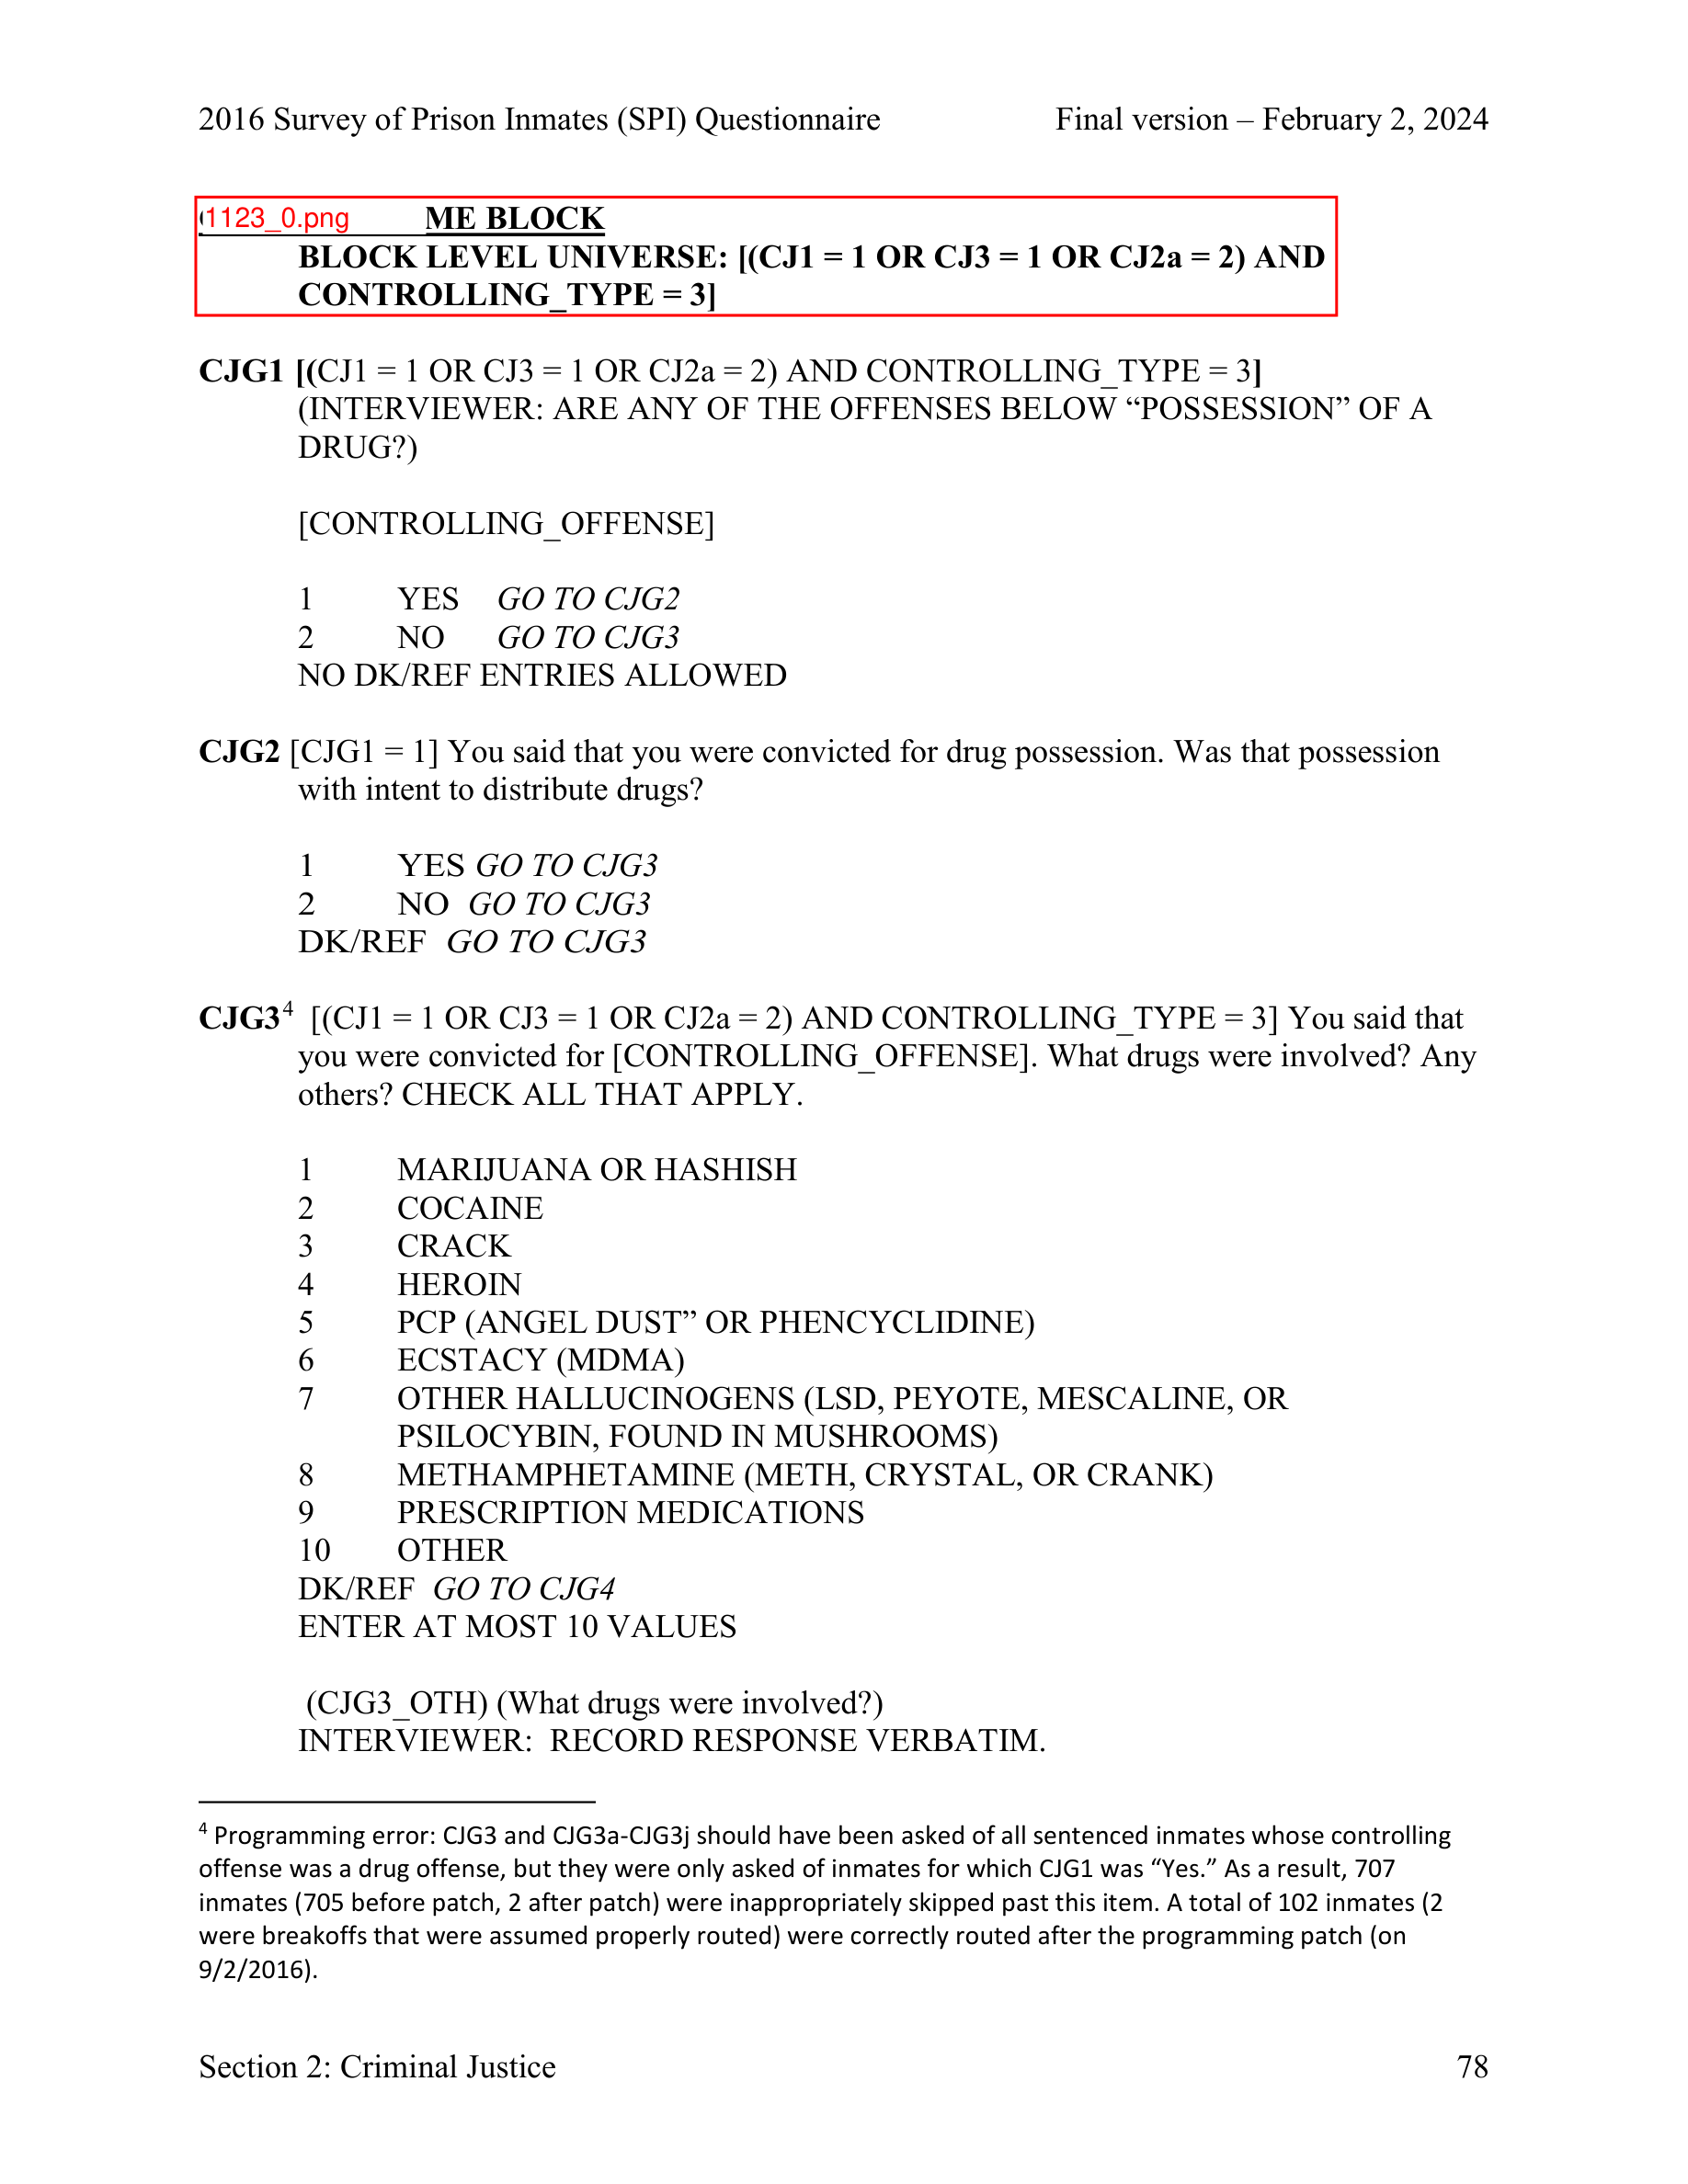 2016 Survey of Prison Inmates (SPI) Questionnaire Final version – February 2, 2024
1123_0.png ME BLOCK
BLOCK LEVEL UNIVERSE: [(CJ1 = 1 OR CJ3 = 1 OR CJ2a = 2) AND
CONTROLLING_TYPE = 3]
CJG1 [(CJ1 = 1 OR CJ3 = 1 OR CJ2a = 2) AND CONTROLLING_TYPE = 3]
(INTERVIEWER: ARE ANY OF THE OFFENSES BELOW “POSSESSION” OF A
DRUG?)
[CONTROLLING_OFFENSE]
1 YES GO TO CJG2
2 NO GO TO CJG3
NO DK/REF ENTRIES ALLOWED
CJG2 [CJG1 = 1] You said that you were convicted for drug possession. Was that possession
with intent to distribute drugs?
1 YES GO TO CJG3
2 NO GO TO CJG3
DK/REF GO TO CJG3
CJG3⁴ [(CJ1 = 1 OR CJ3 = 1 OR CJ2a = 2) AND CONTROLLING_TYPE = 3] You said that
you were convicted for [CONTROLLING_OFFENSE]. What drugs were involved? Any
others? CHECK ALL THAT APPLY.
1 MARIJUANA OR HASHISH
2 COCAINE
3 CRACK
4 HEROIN
5 PCP (ANGEL DUST” OR PHENCYCLIDINE)
6 ECSTACY (MDMA)
7 OTHER HALLUCINOGENS (LSD, PEYOTE, MESCALINE, OR
PSILOCYBIN, FOUND IN MUSHROOMS)
8 METHAMPHETAMINE (METH, CRYSTAL, OR CRANK)
9 PRESCRIPTION MEDICATIONS
10 OTHER
DK/REF GO TO CJG4
ENTER AT MOST 10 VALUES
(CJG3_OTH) (What drugs were involved?)
INTERVIEWER: RECORD RESPONSE VERBATIM.
⁴ Programming error: CJG3 and CJG3a-CJG3j should have been asked of all sentenced inmates whose controlling
offense was a drug offense, but they were only asked of inmates for which CJG1 was “Yes.” As a result, 707
inmates (705 before patch, 2 after patch) were inappropriately skipped past this item. A total of 102 inmates (2
were breakoffs that were assumed properly routed) were correctly routed after the programming patch (on
9/2/2016).
Section 2: Criminal Justice 78